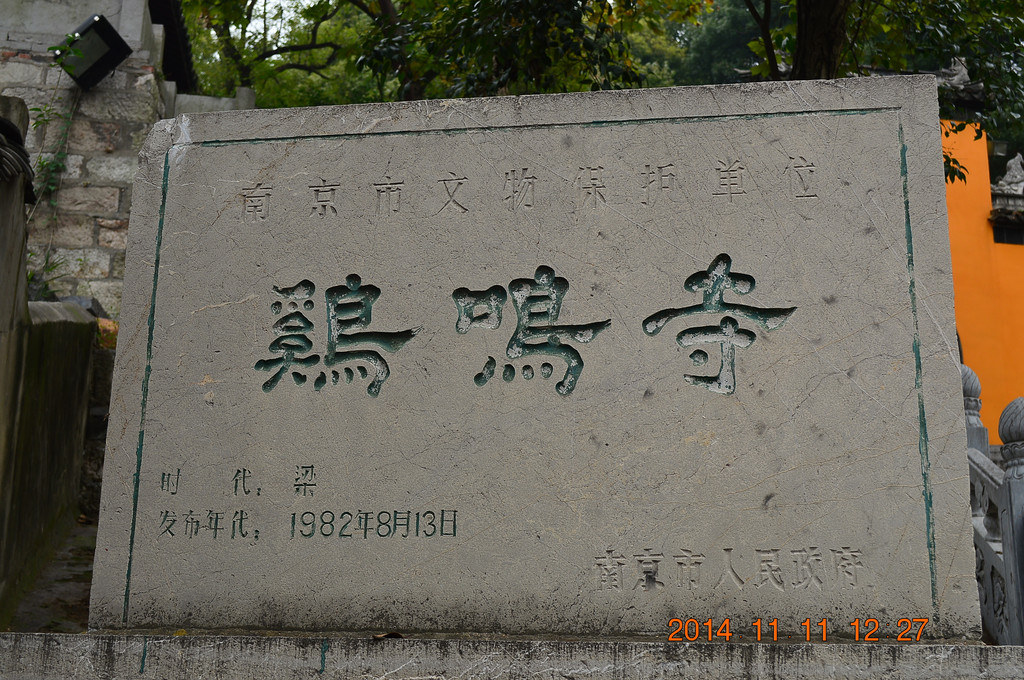 南京市文物保护单位
鷄鳴寺
时　代：梁
发布年代：1982年8月13日
南京市人民政府
2014 11 11 12 27